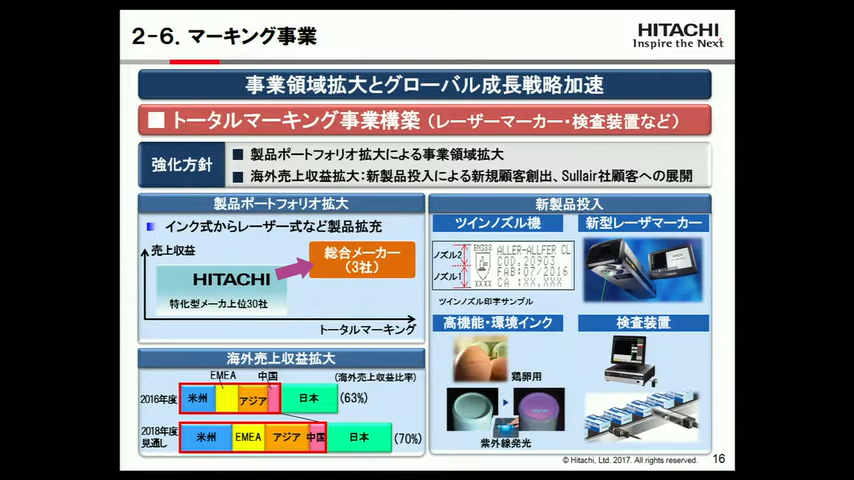 2-6. マーキング事業
HITACHI
Inspire the Next
事業領域拡大とグローバル成長戦略加速
■ トータルマーキング事業構築（レーザーマーカー・検査装置など）
強化方針
■ 製品ポートフォリオ拡大による事業領域拡大
■ 海外売上収益拡大：新製品投入による新規顧客創出、Sullair社顧客への展開
製品ポートフォリオ拡大
インク式からレーザー式など製品拡充
売上収益
総合メーカー
（3社）
HITACHI
特化型メーカ上位30社
トータルマーキング
海外売上収益拡大
EMEA
中国
(海外売上収益比率)
2016年度
米州
アジア
日本
(63%)
2018年度
見通し
米州
EMEA
アジア
中国
日本
(70%)
新製品投入
ツインノズル機
新型レーザマーカー
ノズル2
ノズル1
EM388
ALLER-ALLFER CL
COD.20903
FAB:07/2016
CA :XX.XXX
XXXX
ツインノズル印字サンプル
高機能・環境インク
検査装置
鶏卵用
紫外線発光
© Hitachi, Ltd. 2017. All rights reserved.
16